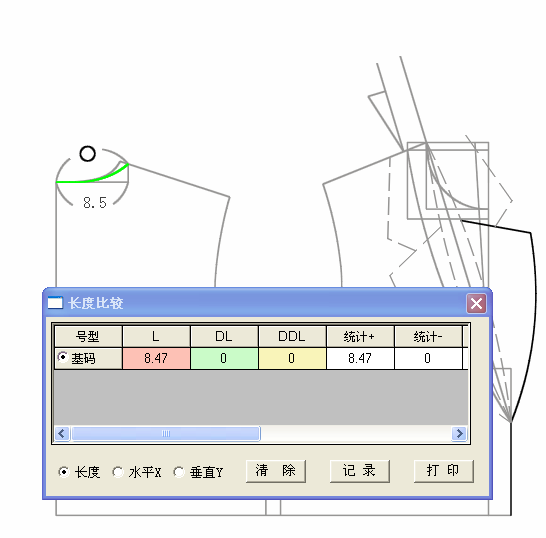 8.5
长度比较
号型 L DL DDL 统计+ 统计-
基码 8.47 0 0 8.47 0
长度 水平X 垂直Y 清 除 记 录 打 印